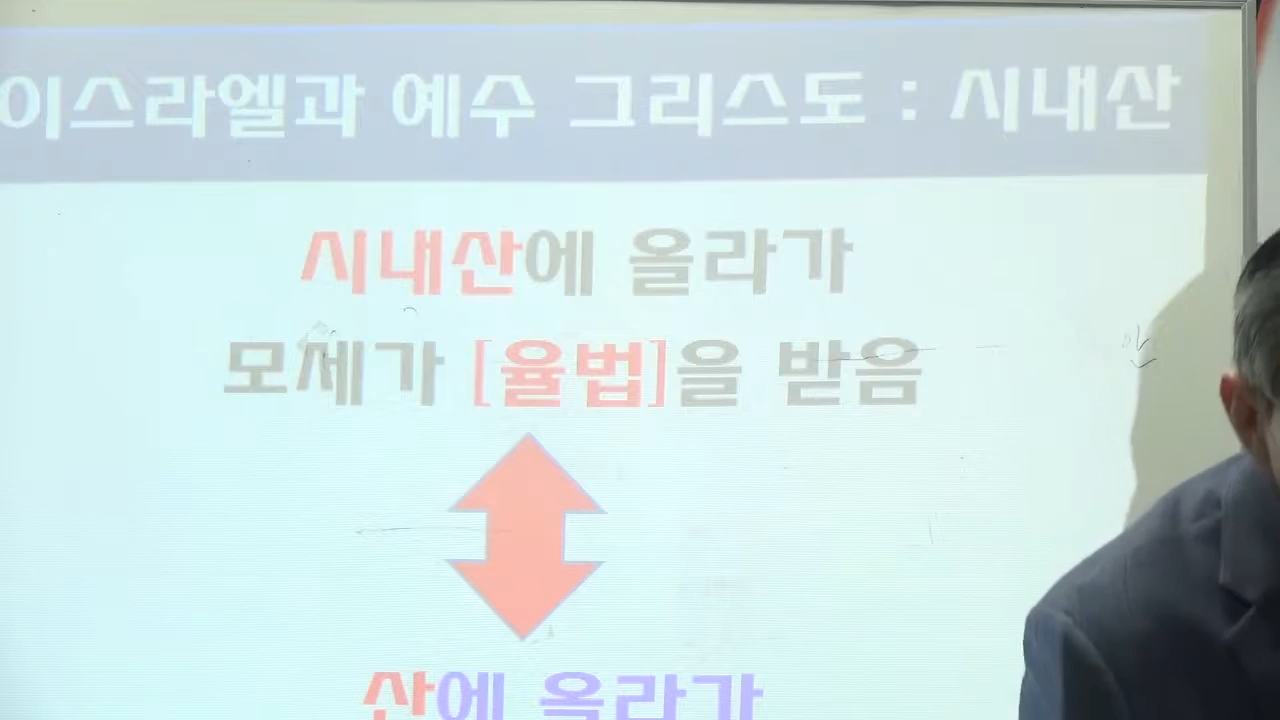 이스라엘과 예수 그리스도 : 시내산
시내산에 올라가
모세가 [율법]을 받음
산에 올라가